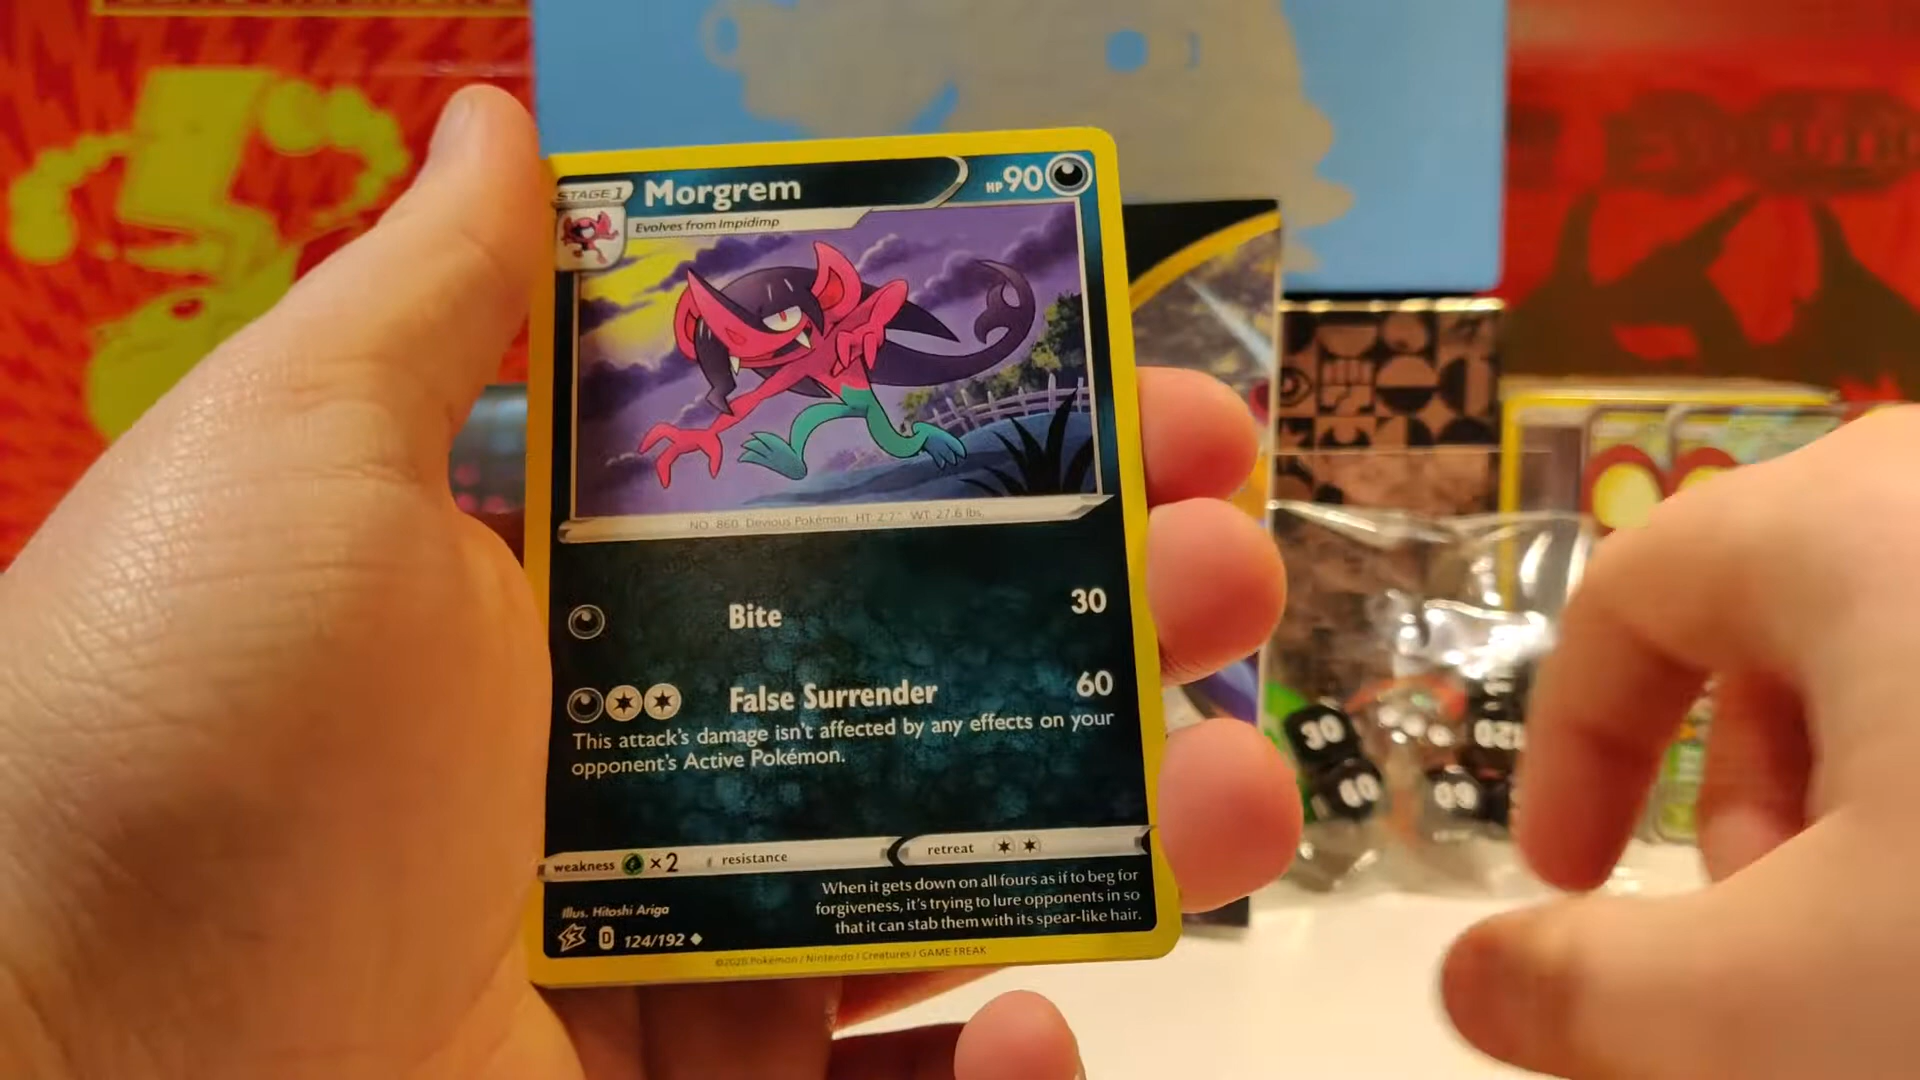 STAGE 1
Morgrem
HP 90
Evolves from Impidimp
NO. 860 Devious Pokémon HT: 2'7" WT: 27.6 lbs.
Bite 30
False Surrender 60
This attack's damage isn't affected by any effects on your
opponent's Active Pokémon.
weakness ×2 resistance retreat
When it gets down on all fours as if to beg for
forgiveness, it's trying to lure opponents in so
that it can stab them with its spear-like hair.
Illus. Hitoshi Ariga
D 124/192
©2020 Pokémon / Nintendo / Creatures / GAME FREAK
30
60
60
120